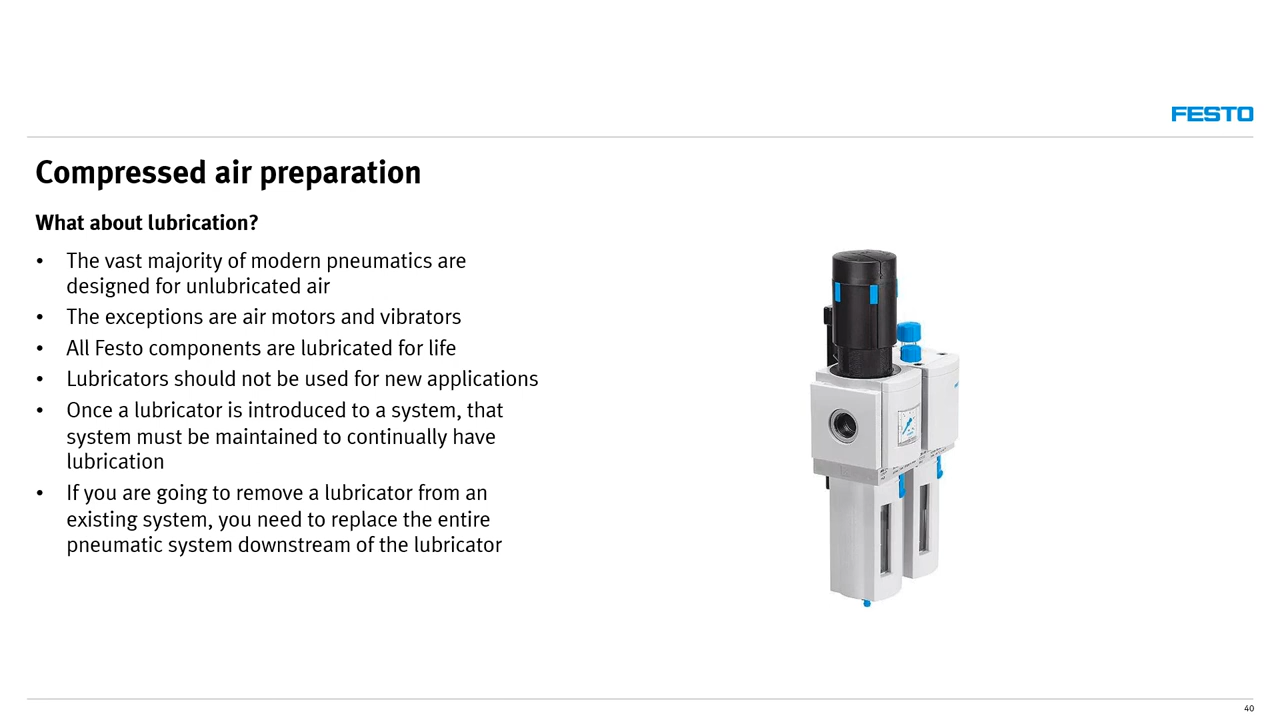 FESTO
Compressed air preparation
What about lubrication?
• The vast majority of modern pneumatics are
designed for unlubricated air
• The exceptions are air motors and vibrators
• All Festo components are lubricated for life
• Lubricators should not be used for new applications
• Once a lubricator is introduced to a system, that
system must be maintained to continually have
lubrication
• If you are going to remove a lubricator from an
existing system, you need to replace the entire
pneumatic system downstream of the lubricator
40